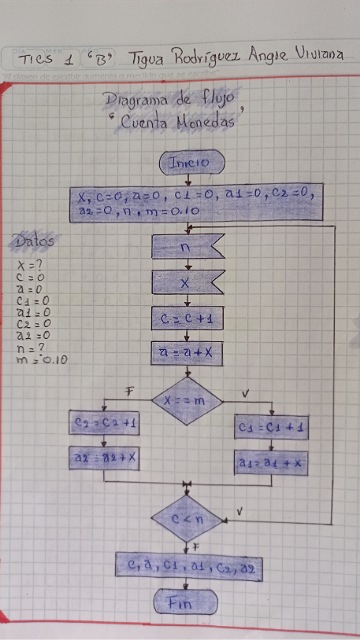 TICS 1 "B" Tigua Rodríguez Angie Viviana
Diagrama de flujo
"Cuenta Monedas"
Inicio
x, c=0, a=0, c1=0, a1=0, c2=0,
a2=0, n, m=0.10
Datos
x=?
c=0
a=0
c1=0
a1=0
c2=0
a2=0
n=?
m=0.10
n
x
c=c+1
a=a+x
x==m
F
V
c2=c2+1
c1=c1+1
a2=a2+x
a1=a1+x
c<n
V
F
c, a, c1, a1, c2, a2
Fin